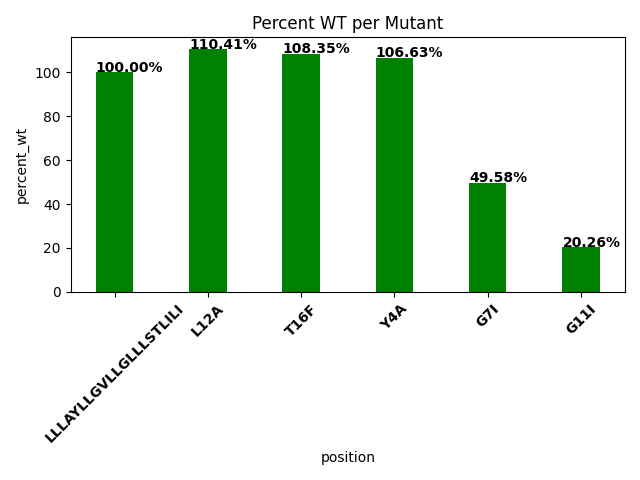 Percent WT per Mutant
percent_wt
100
80
60
40
20
0
100.00%
110.41%
108.35%
106.63%
49.58%
20.26%
LLLAYLLGVLLGLLLSTLILI
L12A
T16F
Y4A
G7I
G11I
position